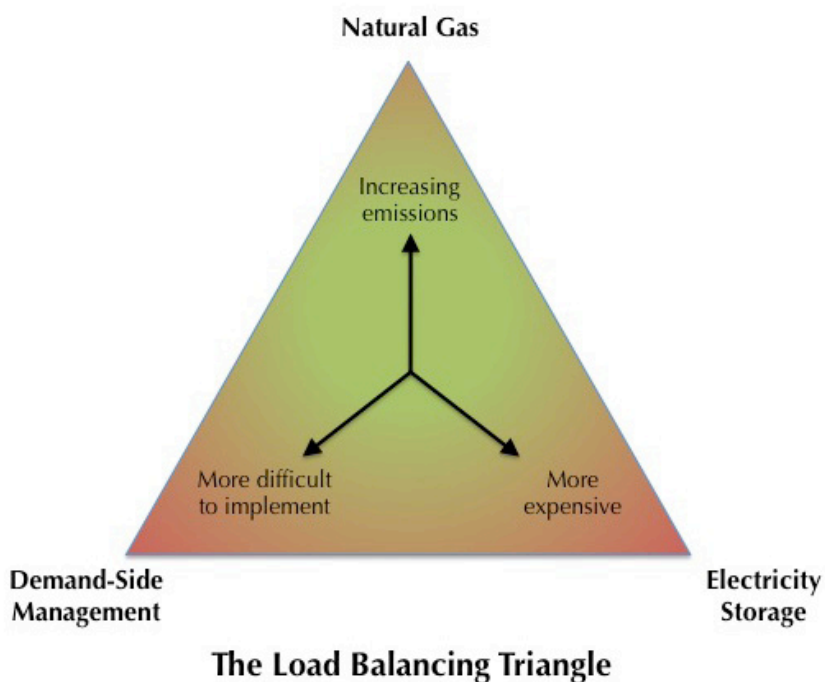 Natural Gas
Increasing
emissions
More difficult
to implement
More
expensive
Demand-Side
Management
Electricity
Storage
The Load Balancing Triangle